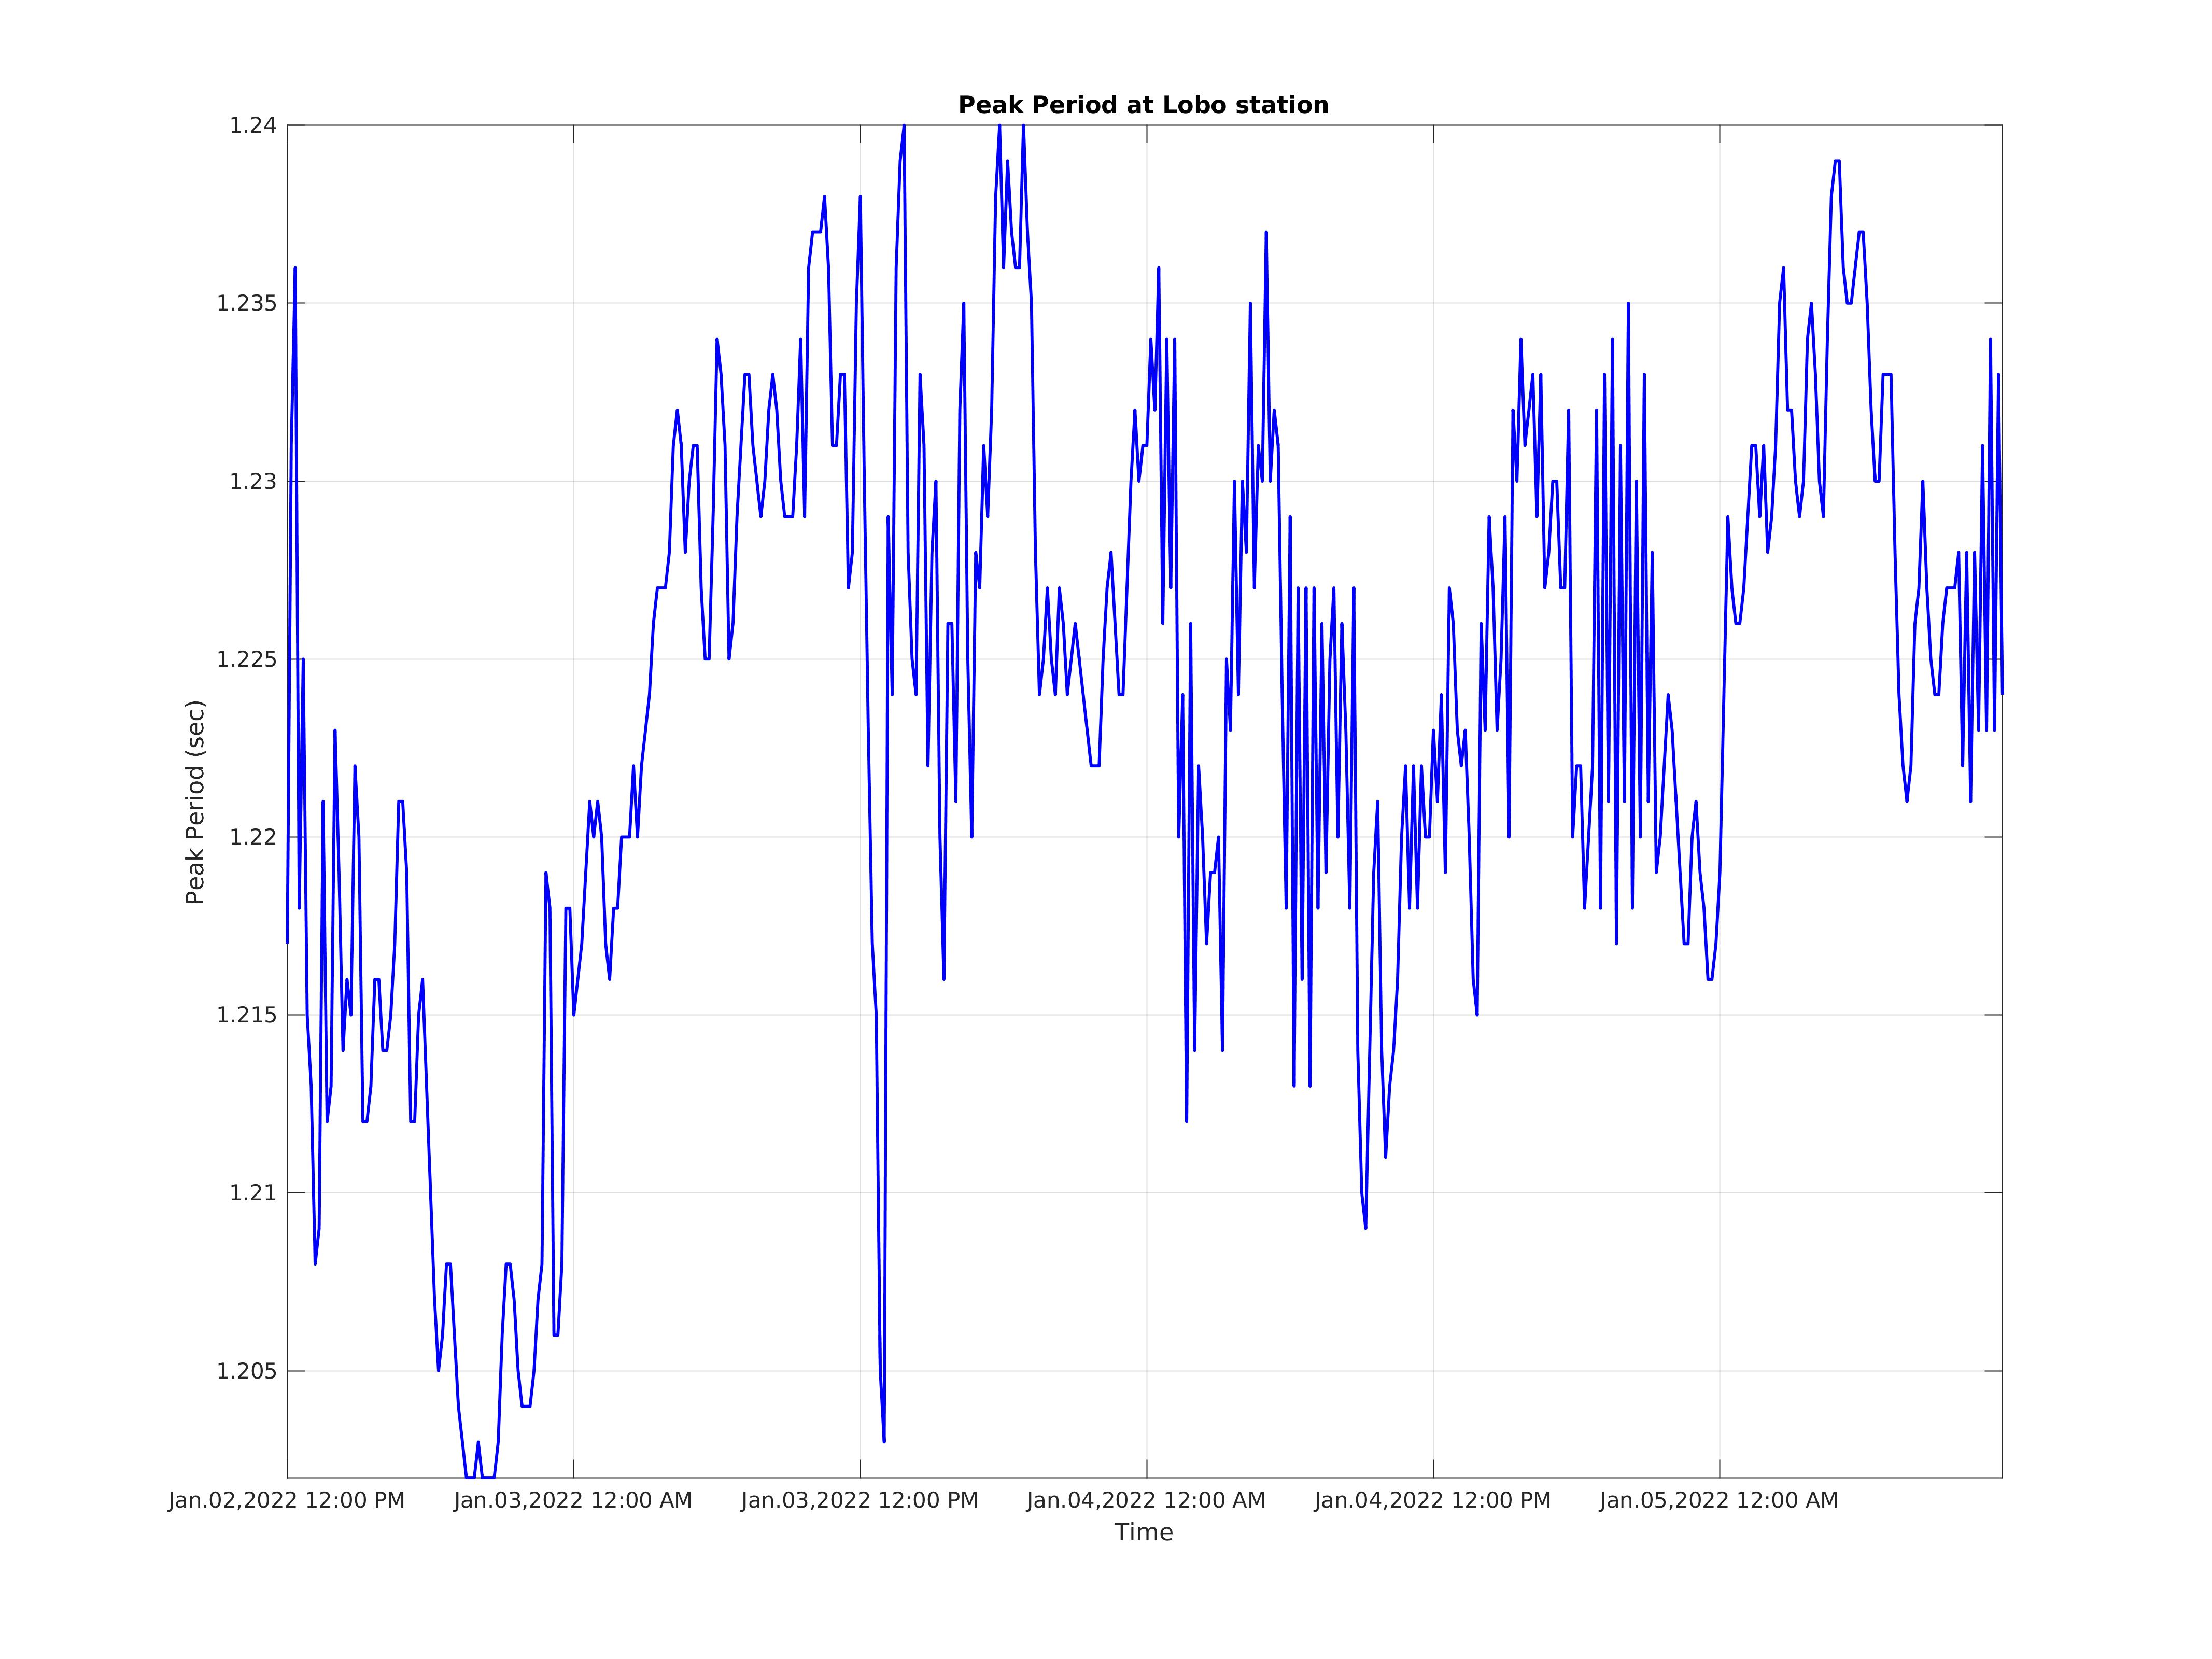 Peak Period at Lobo station
1.24
1.235
1.23
1.225
1.22
1.215
1.21
1.205
Peak Period (sec)
Jan.02,2022 12:00 PM Jan.03,2022 12:00 AM Jan.03,2022 12:00 PM Jan.04,2022 12:00 AM Jan.04,2022 12:00 PM Jan.05,2022 12:00 AM
Time